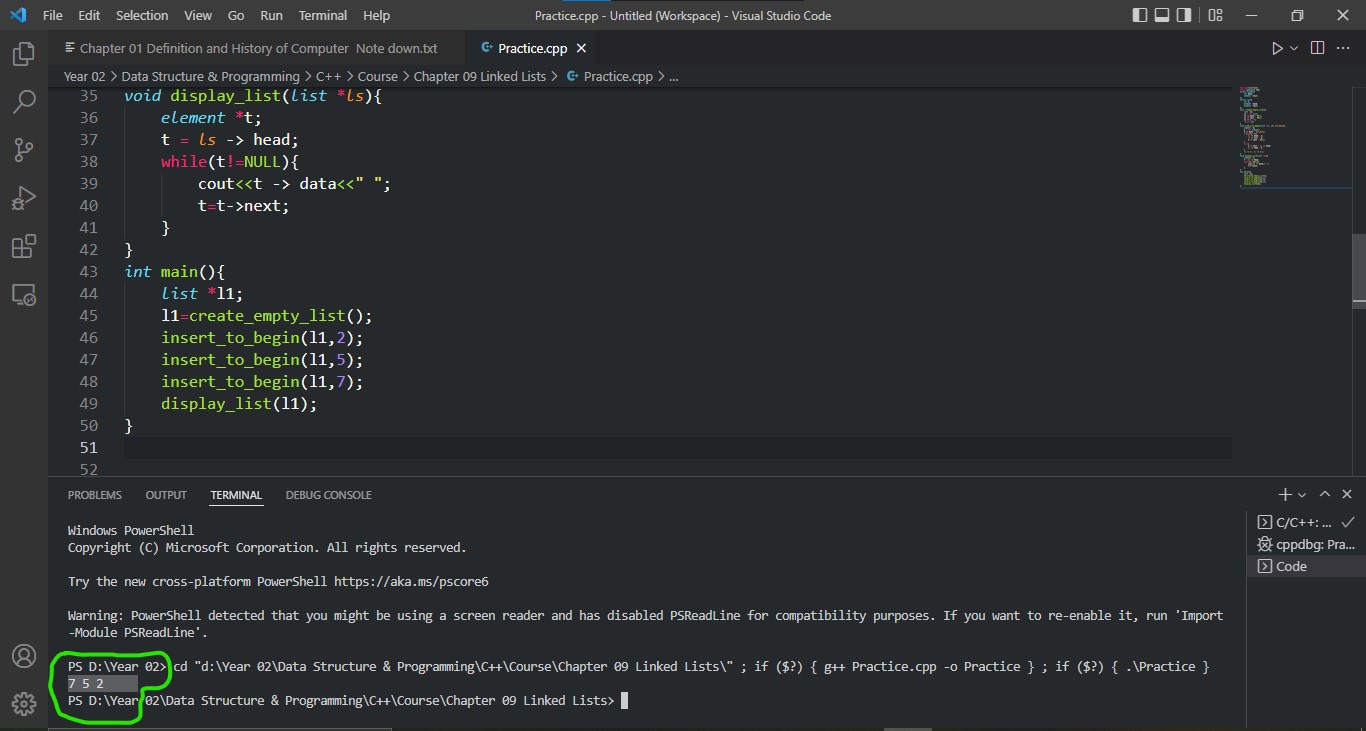 File Edit Selection View Go Run Terminal Help Practice.cpp - Untitled (Workspace) - Visual Studio Code
Chapter 01 Definition and History of Computer Note down.txt Practice.cpp
Year 02 > Data Structure & Programming > C++ > Course > Chapter 09 Linked Lists > Practice.cpp > ...
35 void display_list(list *ls){
36 element *t;
37 t = ls -> head;
38 while(t!=NULL){
39 cout<<t -> data<<" ";
40 t=t->next;
41 }
42 }
43 int main(){
44 list *l1;
45 l1=create_empty_list();
46 insert_to_begin(l1,2);
47 insert_to_begin(l1,5);
48 insert_to_begin(l1,7);
49 display_list(l1);
50 }
51
52
PROBLEMS OUTPUT TERMINAL DEBUG CONSOLE
Windows PowerShell
Copyright (C) Microsoft Corporation. All rights reserved.
Try the new cross-platform PowerShell https://aka.ms/pscore6
Warning: PowerShell detected that you might be using a screen reader and has disabled PSReadLine for compatibility purposes. If you want to re-enable it, run 'Import
-Module PSReadLine'.
PS D:\Year 02> cd "d:\Year 02\Data Structure & Programming\C++\Course\Chapter 09 Linked Lists\" ; if ($?) { g++ Practice.cpp -o Practice } ; if ($?) { .\Practice }
7 5 2
PS D:\Year 02\Data Structure & Programming\C++\Course\Chapter 09 Linked Lists>
C/C++: ...
cppdbg: Pra...
Code